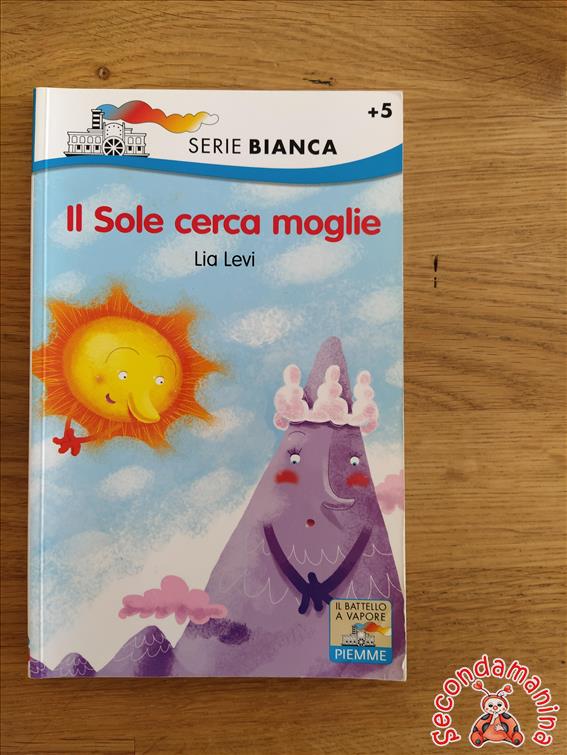 +5
SERIE BIANCA
Il Sole cerca moglie
Lia Levi
IL BATTELLO
A VAPORE
PIEMME
secondamanina